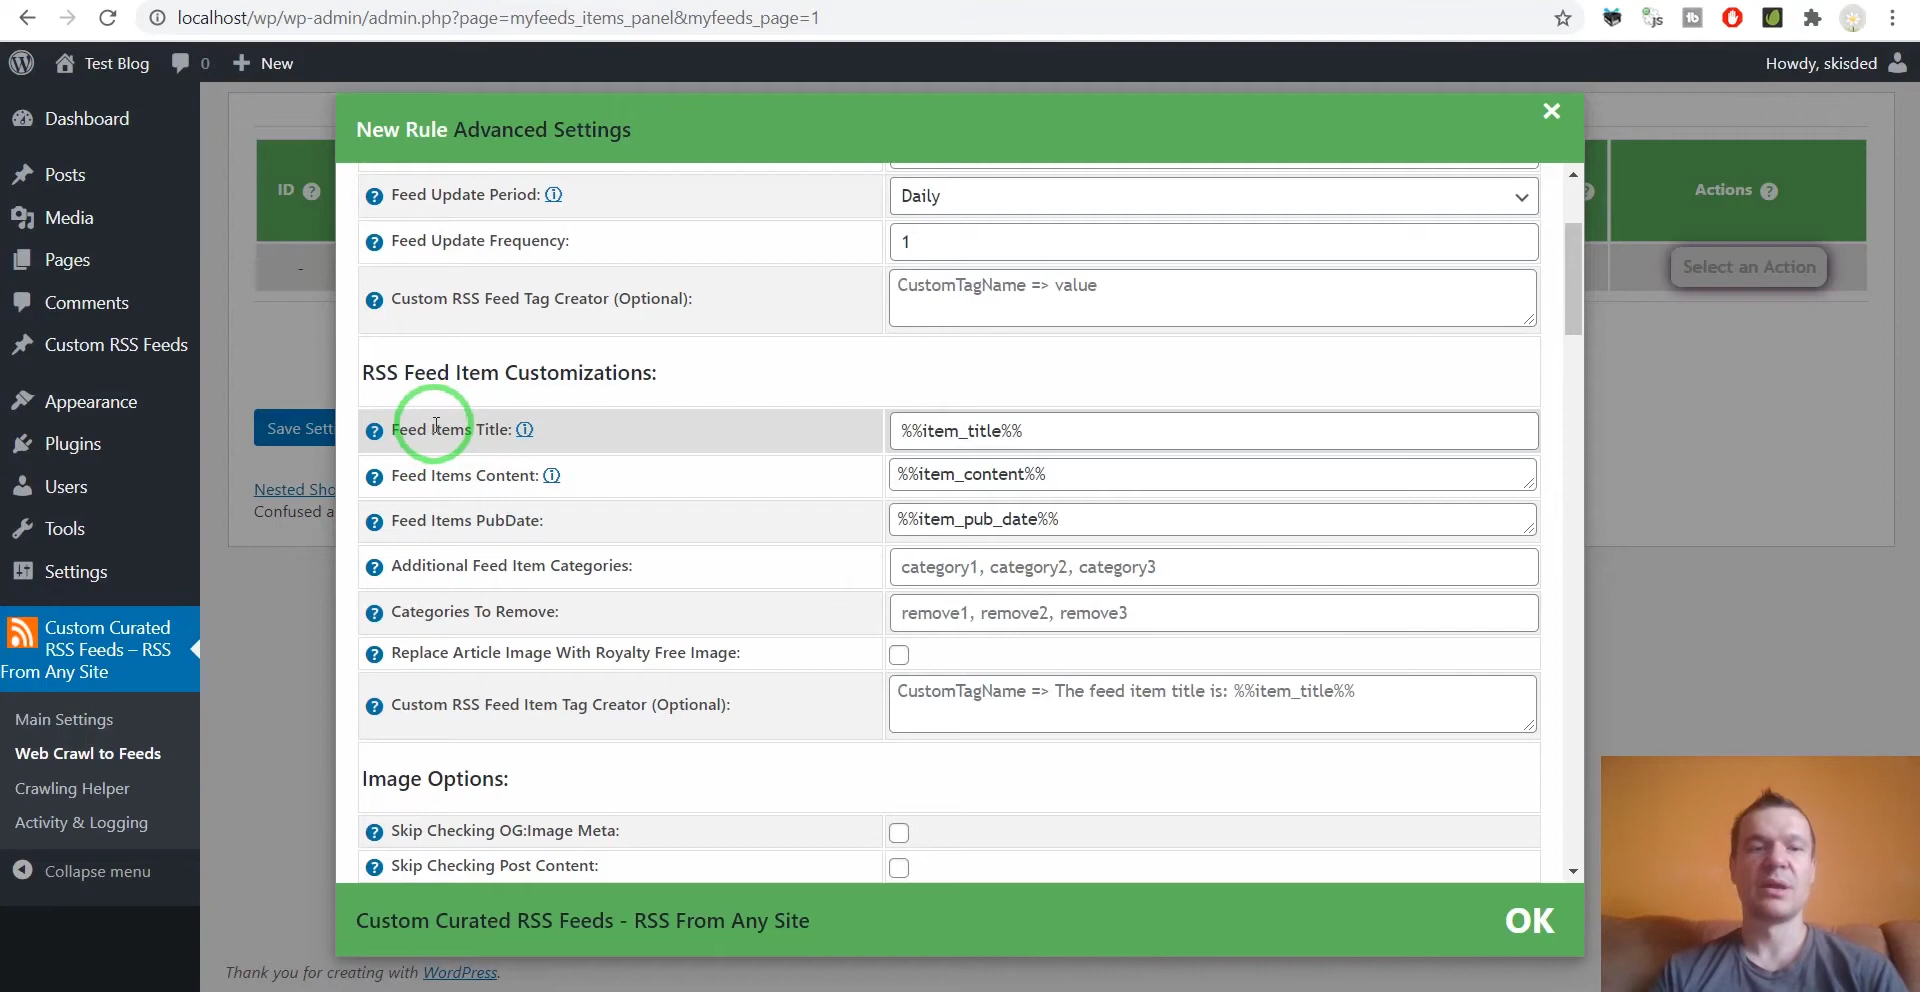 localhost/wp/wp-admin/admin.php?page=myfeeds_items_panel&myfeeds_page=1
Test Blog
0
New
Howdy, skisded
Dashboard
Posts
Media
Pages
Comments
Custom RSS Feeds
Appearance
Plugins
Users
Tools
Settings
Custom Curated
RSS Feeds – RSS
From Any Site
Main Settings
Web Crawl to Feeds
Crawling Helper
Activity & Logging
Collapse menu
ID
-
Save Sett
Nested Sho
Confused a
Actions
Select an Action
New Rule Advanced Settings
Feed Update Period:
Daily
Feed Update Frequency:
1
Custom RSS Feed Tag Creator (Optional):
CustomTagName => value
RSS Feed Item Customizations:
Feed Items Title:
%%item_title%%
Feed Items Content:
%%item_content%%
Feed Items PubDate:
%%item_pub_date%%
Additional Feed Item Categories:
category1, category2, category3
Categories To Remove:
remove1, remove2, remove3
Replace Article Image With Royalty Free Image:
Custom RSS Feed Item Tag Creator (Optional):
CustomTagName => The feed item title is: %%item_title%%
Image Options:
Skip Checking OG:Image Meta:
Skip Checking Post Content:
Custom Curated RSS Feeds - RSS From Any Site
OK
Thank you for creating with WordPress.